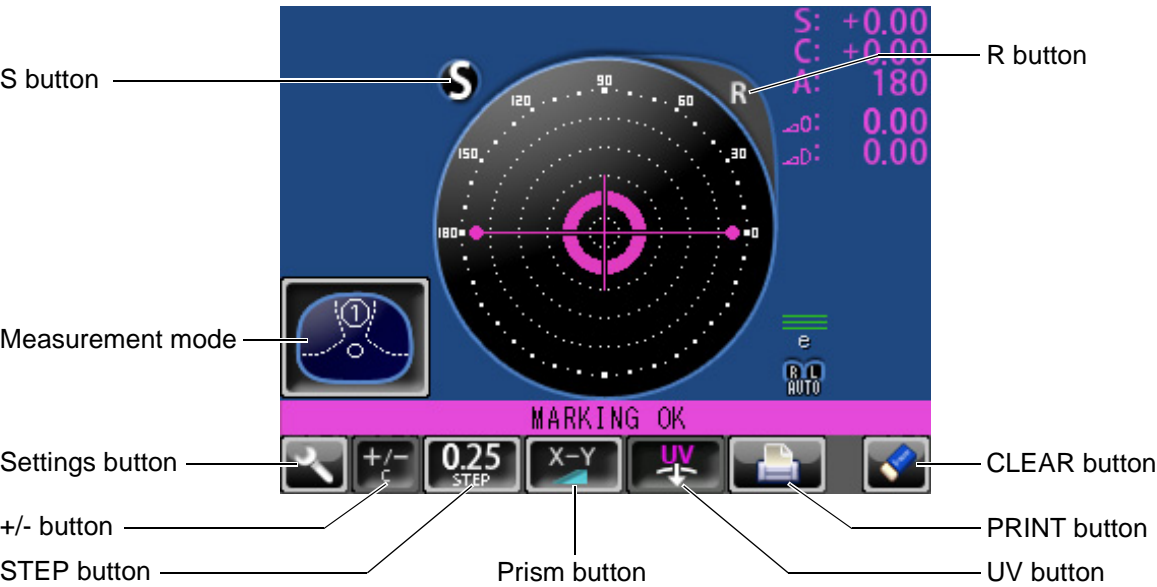 S: +0.00
C: +0.00
A: 180
⊿O: 0.00
⊿D: 0.00
R button
S button
S
R
90
120
60
150
30
180
0
Measurement mode
1
e
R L
AUTO
MARKING OK
Settings button
+/-
C
0.25
STEP
X-Y
UV
CLEAR button
+/- button
PRINT button
STEP button
Prism button
UV button